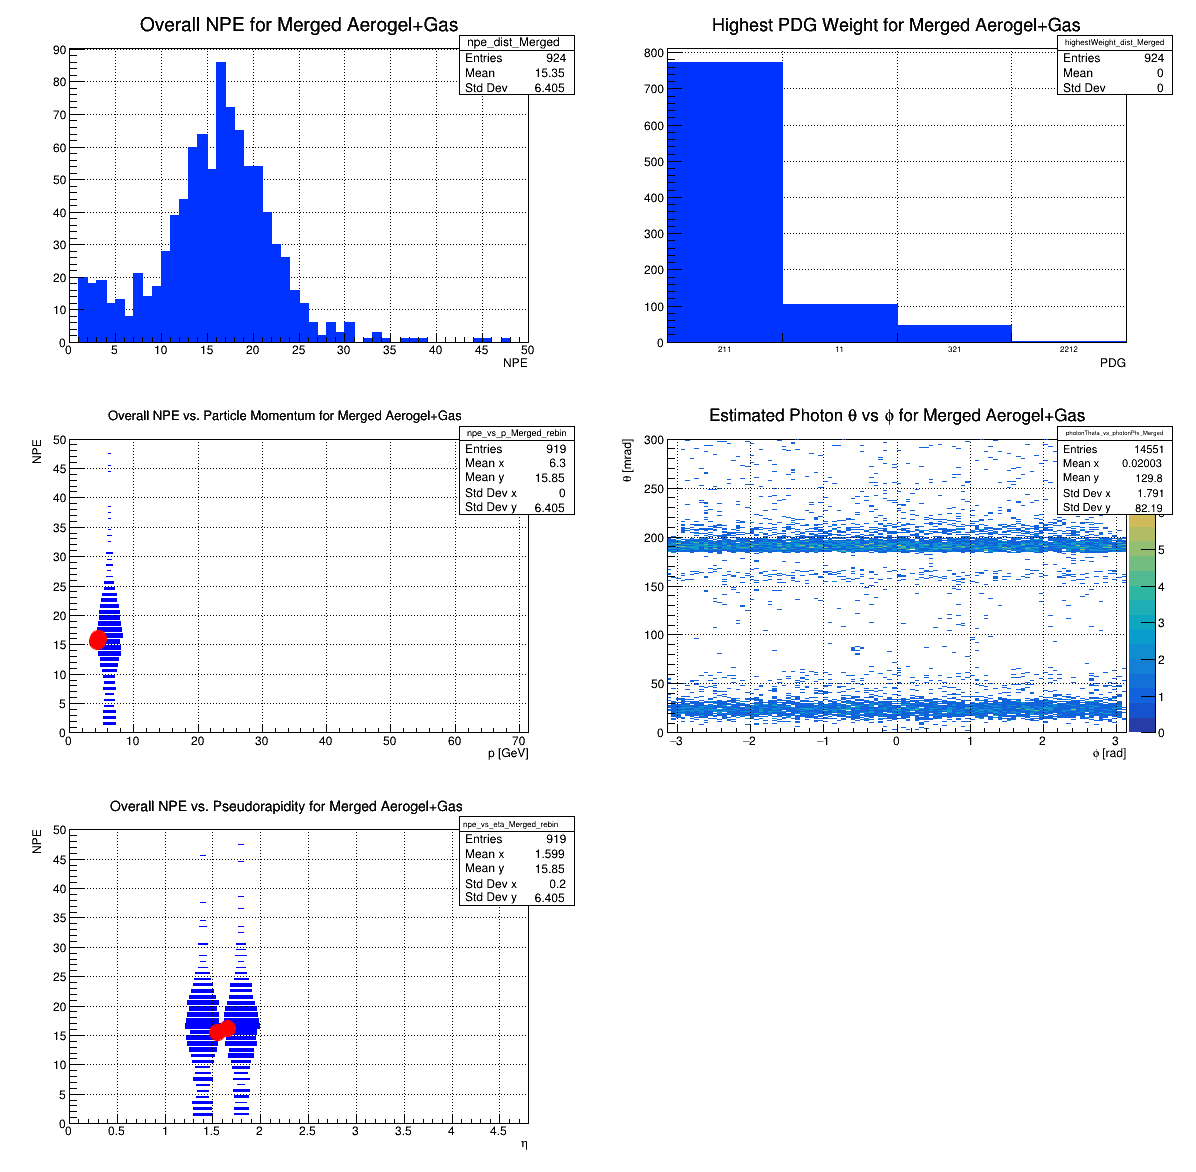 Overall NPE for Merged Aerogel+Gas
npe_dist_Merged
Entries 924
Mean 15.35
Std Dev 6.405
90
80
70
60
50
40
30
20
10
0
0 5 10 15 20 25 30 35 40 45 50
NPE
Highest PDG Weight for Merged Aerogel+Gas
highestWeight_dist_Merged
Entries 924
Mean 0
Std Dev 0
800
700
600
500
400
300
200
100
0
211 11 321 2212
PDG
Overall NPE vs. Particle Momentum for Merged Aerogel+Gas
npe_vs_p_Merged_rebin
Entries 919
Mean x 6.3
Mean y 15.85
Std Dev x 0
Std Dev y 6.405
NPE
50
45
40
35
30
25
20
15
10
5
0
0 10 20 30 40 50 60 70
p [GeV]
Estimated Photon θ vs ϕ for Merged Aerogel+Gas
photonTheta_vs_photonPhi_Merged
Entries 14551
Mean x 0.02003
Mean y 129.8
Std Dev x 1.791
Std Dev y 82.19
θ [mrad]
300
250
200
150
100
50
0
−3 −2 −1 0 1 2 3
ϕ [rad]
5
4
3
2
1
0
Overall NPE vs. Pseudorapidity for Merged Aerogel+Gas
npe_vs_eta_Merged_rebin
Entries 919
Mean x 1.599
Mean y 15.85
Std Dev x 0.2
Std Dev y 6.405
NPE
50
45
40
35
30
25
20
15
10
5
0
0 0.5 1 1.5 2 2.5 3 3.5 4 4.5
η